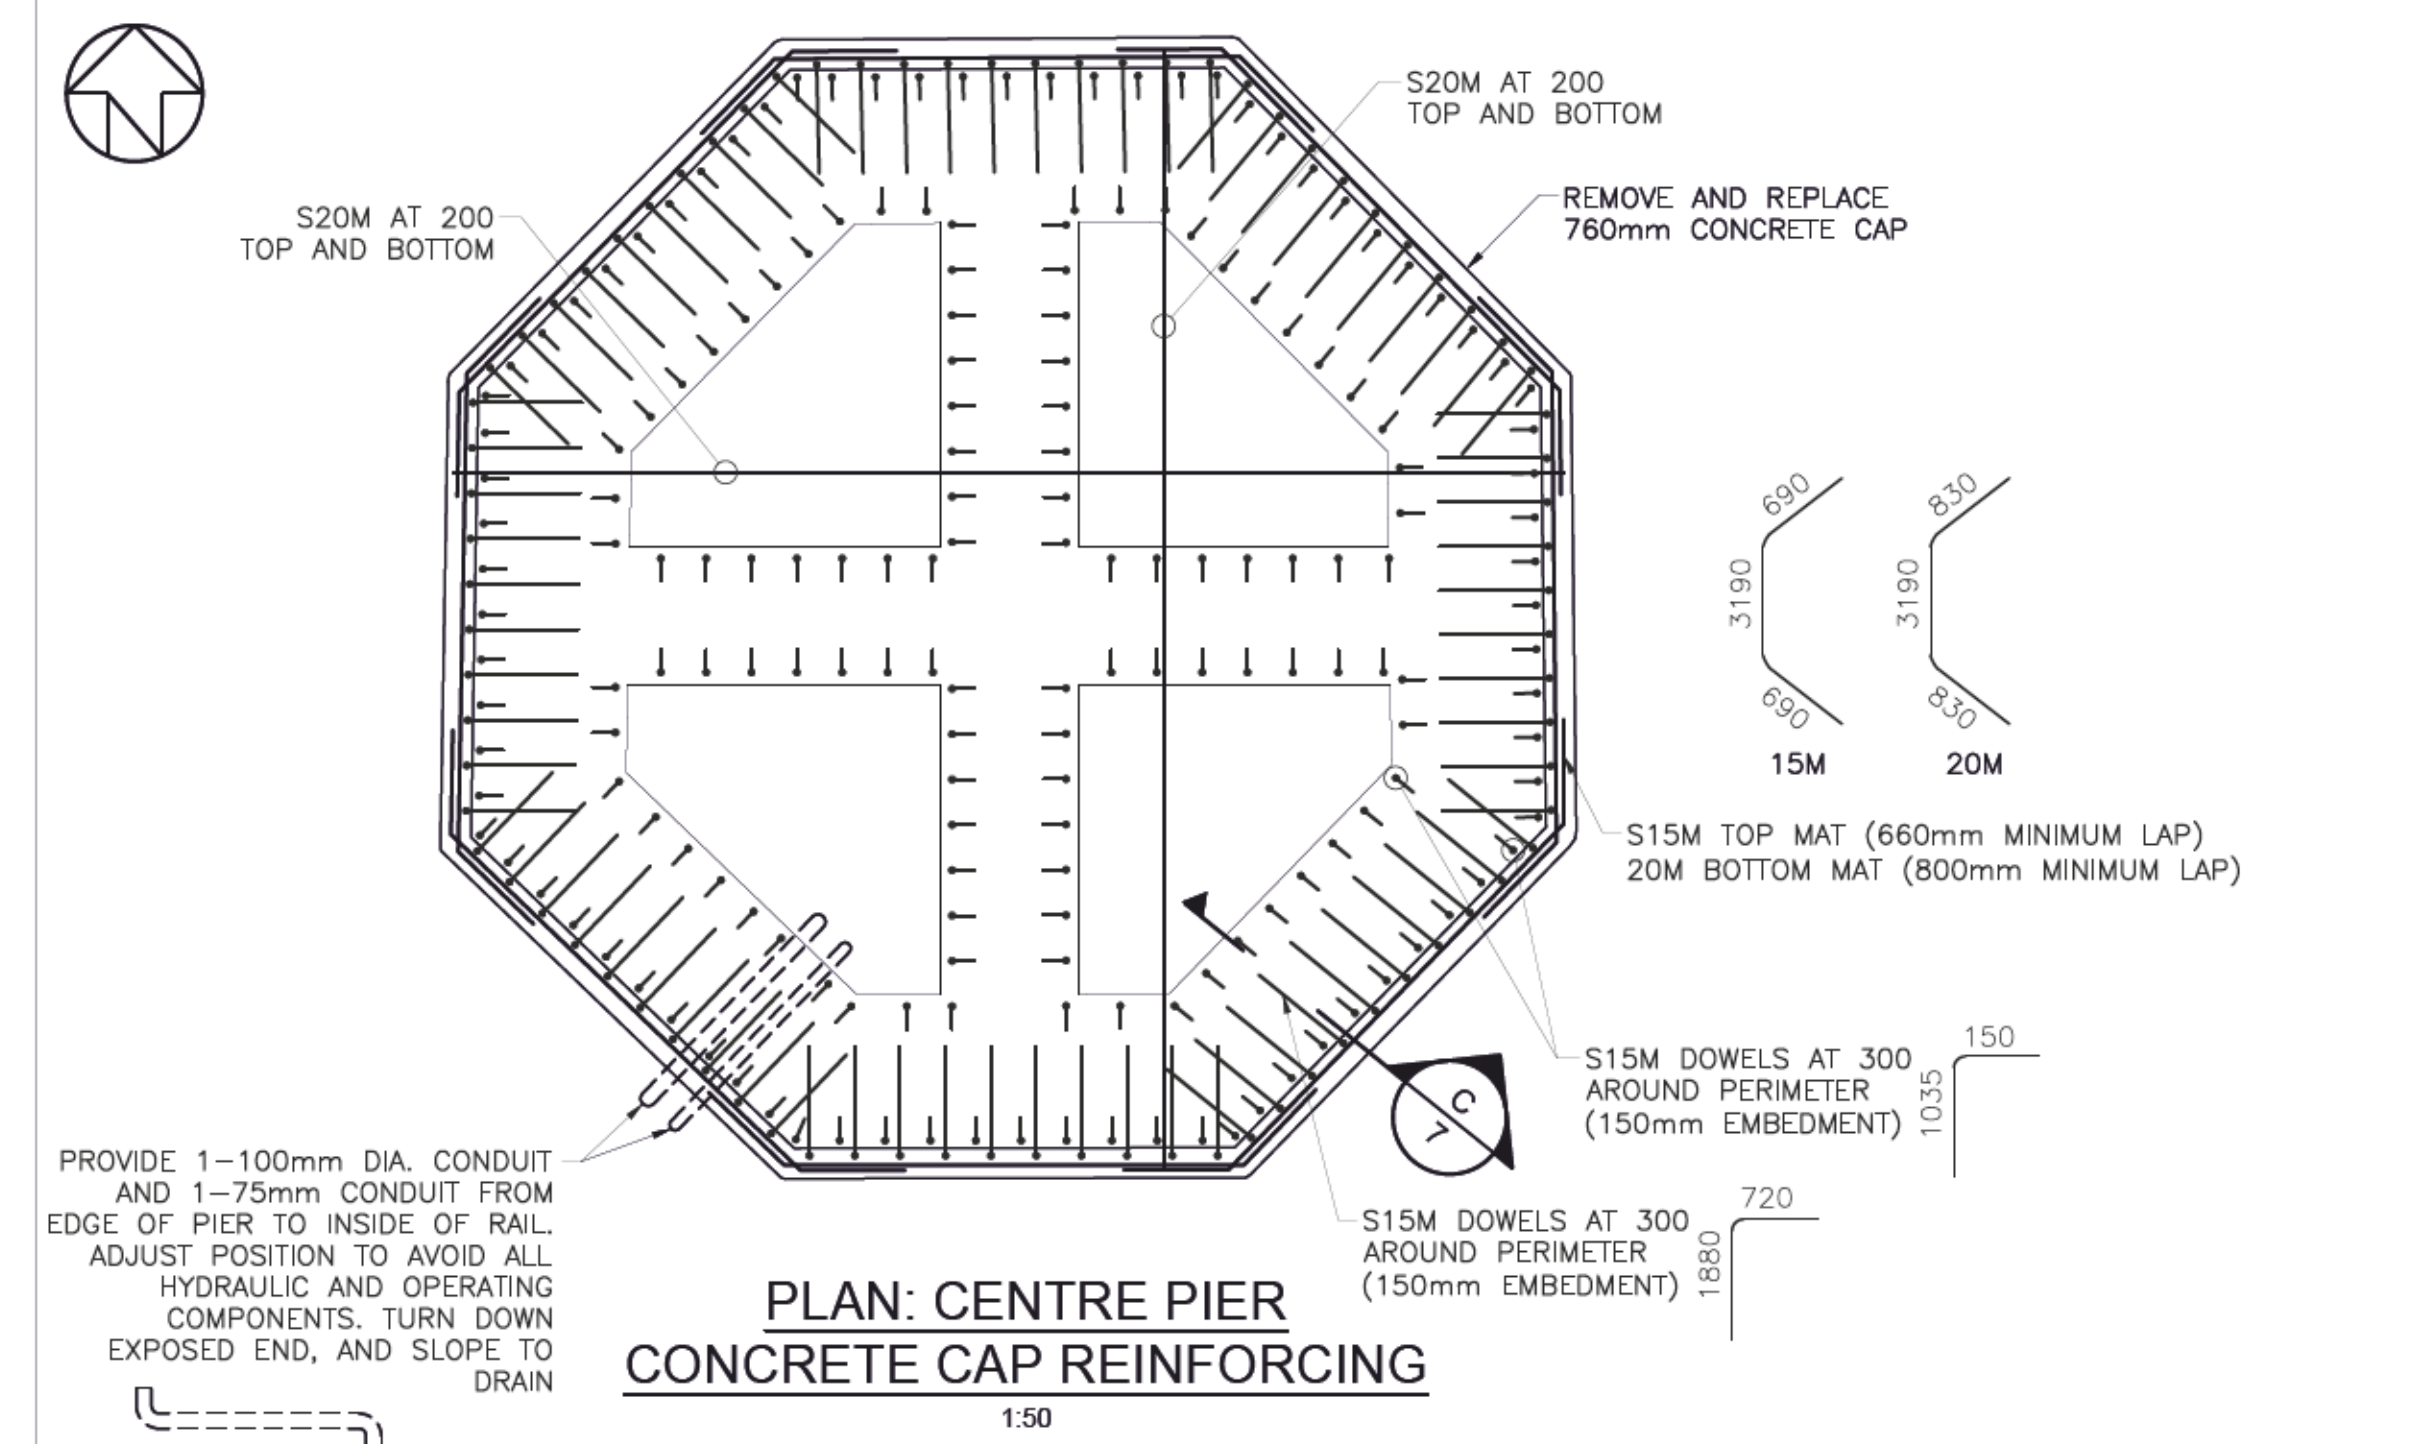 N
S20M AT 200
TOP AND BOTTOM
REMOVE AND REPLACE
760mm CONCRETE CAP
S20M AT 200
TOP AND BOTTOM
690
3190
690
15M
830
3190
830
20M
S15M TOP MAT (660mm MINIMUM LAP)
20M BOTTOM MAT (800mm MINIMUM LAP)
S15M DOWELS AT 300
AROUND PERIMETER
(150mm EMBEDMENT)
150
1035
C
7
S15M DOWELS AT 300
AROUND PERIMETER
(150mm EMBEDMENT)
720
1880
PROVIDE 1-100mm DIA. CONDUIT
AND 1-75mm CONDUIT FROM
EDGE OF PIER TO INSIDE OF RAIL.
ADJUST POSITION TO AVOID ALL
HYDRAULIC AND OPERATING
COMPONENTS. TURN DOWN
EXPOSED END, AND SLOPE TO
DRAIN
PLAN: CENTRE PIER
CONCRETE CAP REINFORCING
1:50